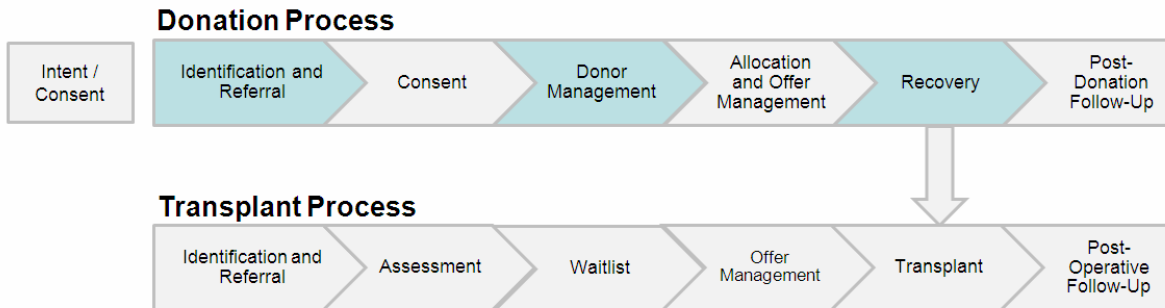 Donation Process
Intent /
Consent
Identification and
Referral
Consent
Donor
Management
Allocation
and Offer
Management
Recovery
Post-
Donation
Follow-Up
Transplant Process
Identification and
Referral
Assessment
Waitlist
Offer
Management
Transplant
Post-
Operative
Follow-Up